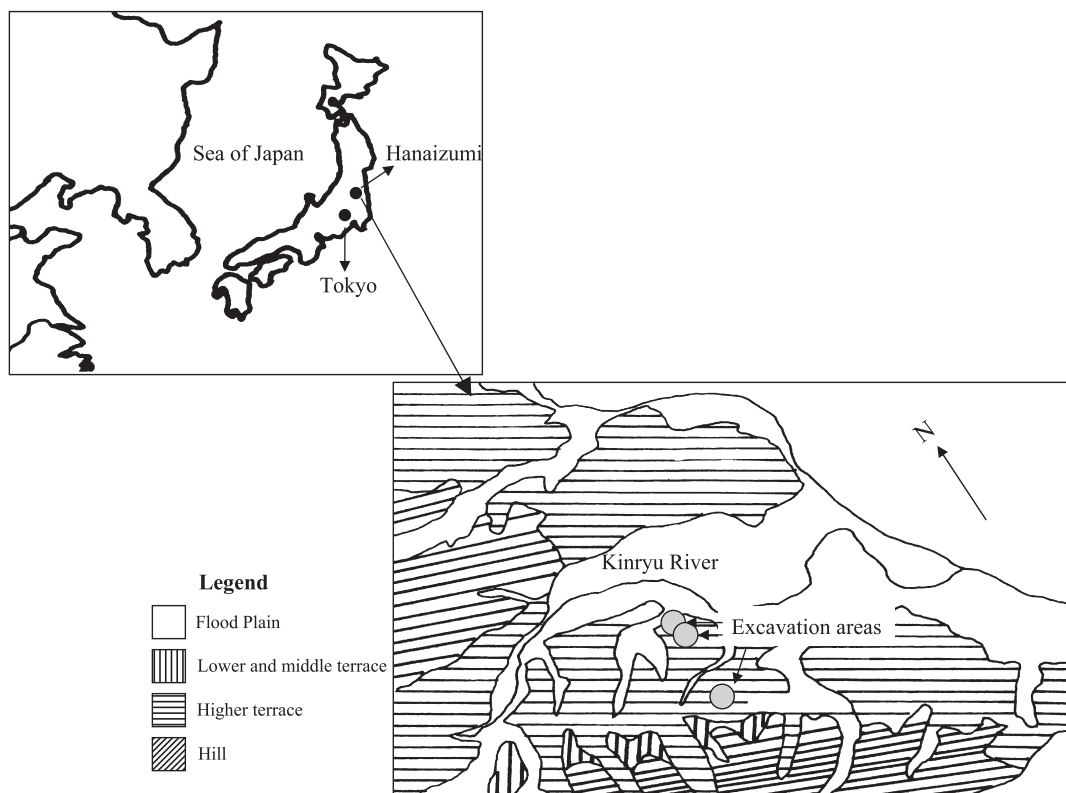 Sea of Japan
Hanaizumi
Tokyo
N
Kinryu River
Excavation areas
Legend
Flood Plain
Lower and middle terrace
Higher terrace
Hill